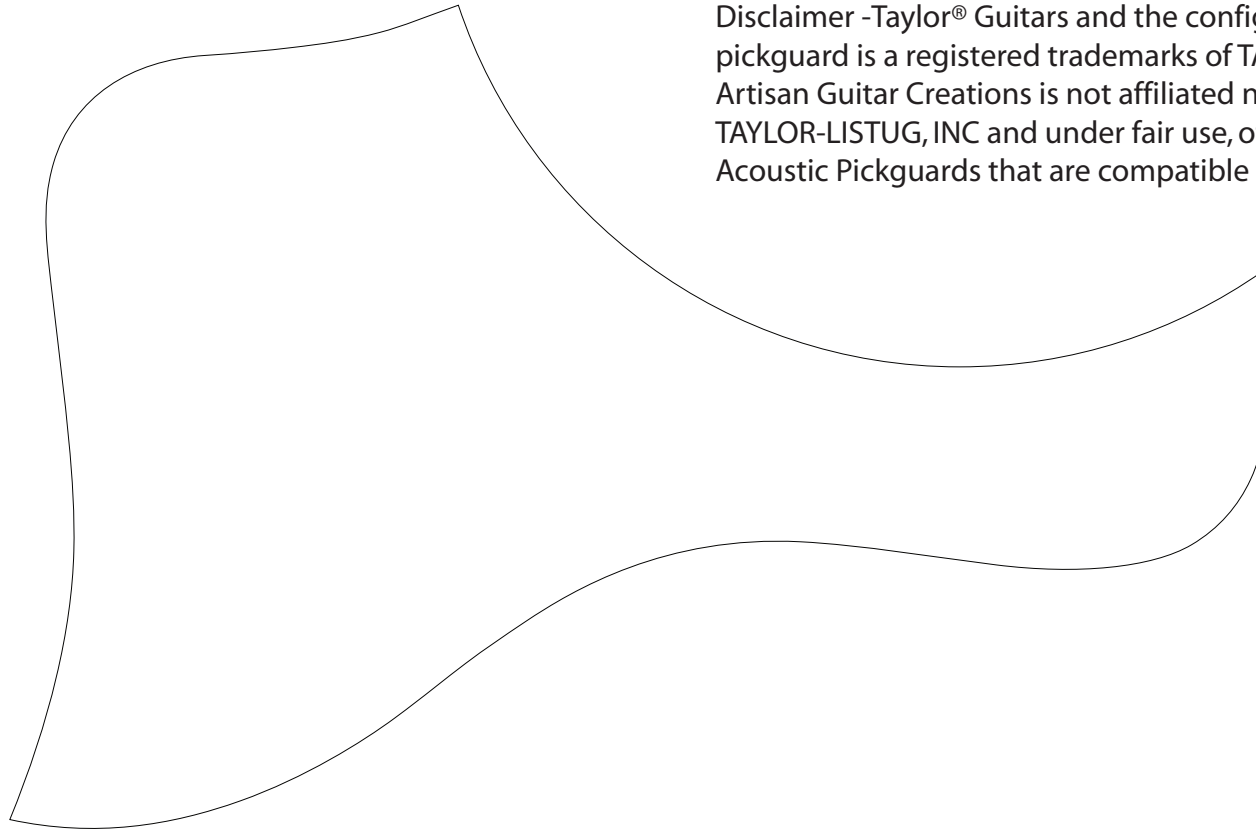 Disclaimer -Taylor® Guitars and the config
pickguard is a registered trademarks of TA
Artisan Guitar Creations is not affiliated n
TAYLOR-LISTUG, INC and under fair use, o
Acoustic Pickguards that are compatible